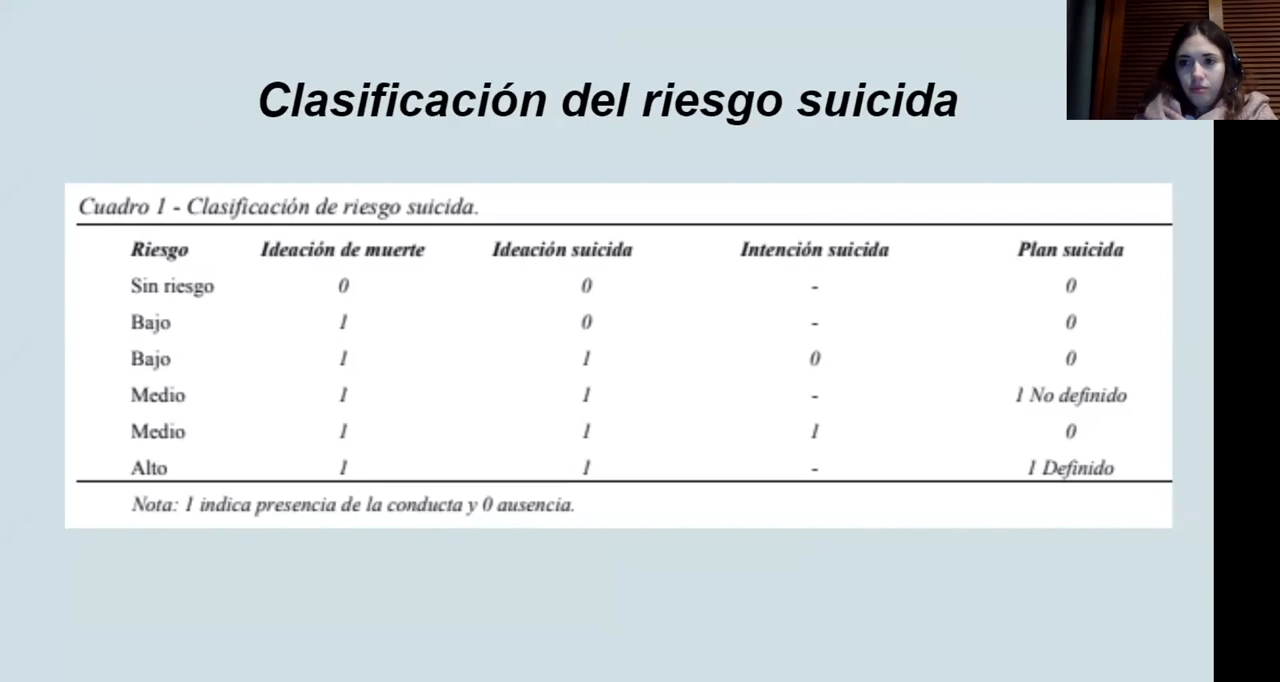 Clasificación del riesgo suicida
Cuadro 1 - Clasificación de riesgo suicida.
Riesgo Ideación de muerte Ideación suicida Intención suicida Plan suicida
Sin riesgo 0 0 - 0
Bajo 1 0 - 0
Bajo 1 1 0 0
Medio 1 1 - 1 No definido
Medio 1 1 1 0
Alto 1 1 - 1 Definido
Nota: 1 indica presencia de la conducta y 0 ausencia.